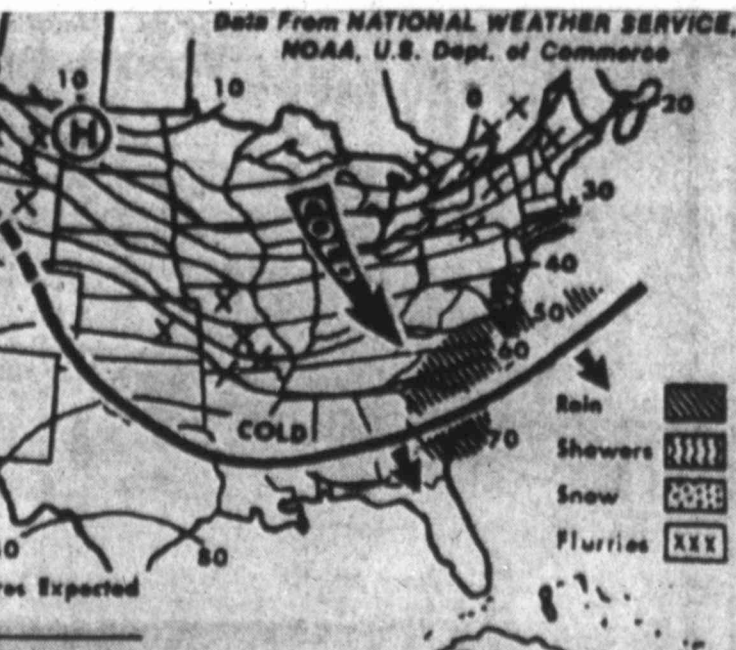 Data From NATIONAL WEATHER SERVICE,
NOAA, U.S. Dept. of Commerce
10
10
0
20
H
30
COLD
40
50
60
Rain
COLD
70
Showers
Snow
80
Flurries XXX
Expected